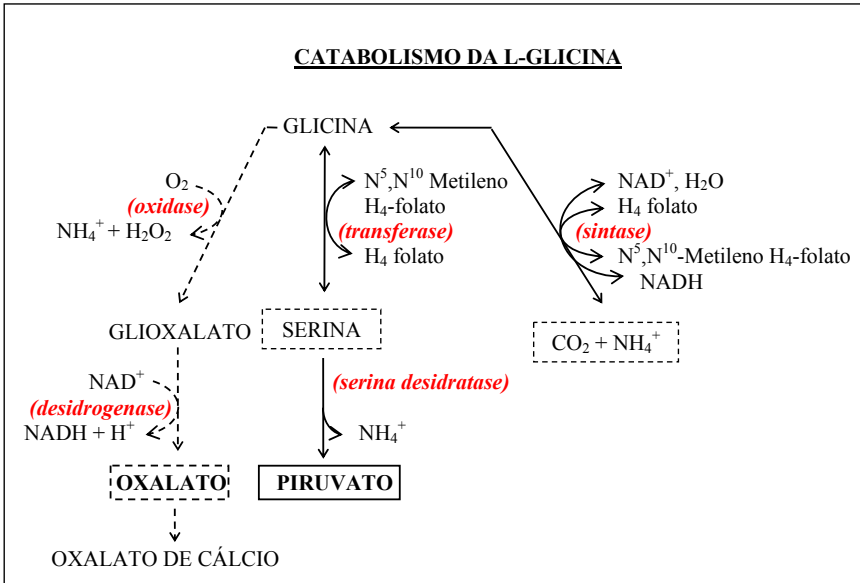 CATABOLISMO DA L-GLICINA
GLICINA
O₂
(oxidase)
NH₄⁺ + H₂O₂
N⁵,N¹⁰ Metileno
H₄-folato
(transferase)
H₄ folato
NAD⁺, H₂O
H₄ folato
(sintase)
N⁵,N¹⁰-Metileno H₄-folato
NADH
GLIOXALATO
SERINA
CO₂ + NH₄⁺
NAD⁺
(desidrogenase)
NADH + H⁺
(serina desidratase)
NH₄⁺
OXALATO
PIRUVATO
OXALATO DE CÁLCIO